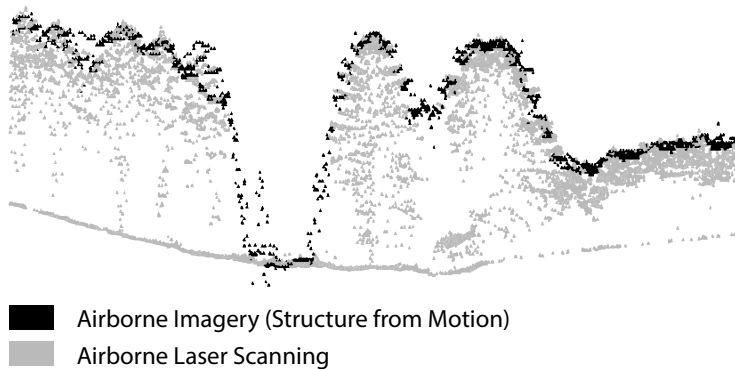 Airborne Imagery (Structure from Motion)
Airborne Laser Scanning